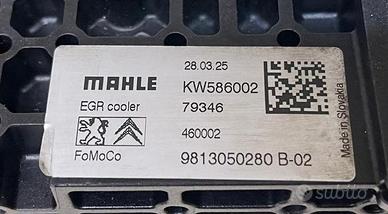 28.03.25
MAHLE
KW586002
EGR cooler
79346
460002
FoMoCo
9813050280 B-02
Made in Slovakia
subito